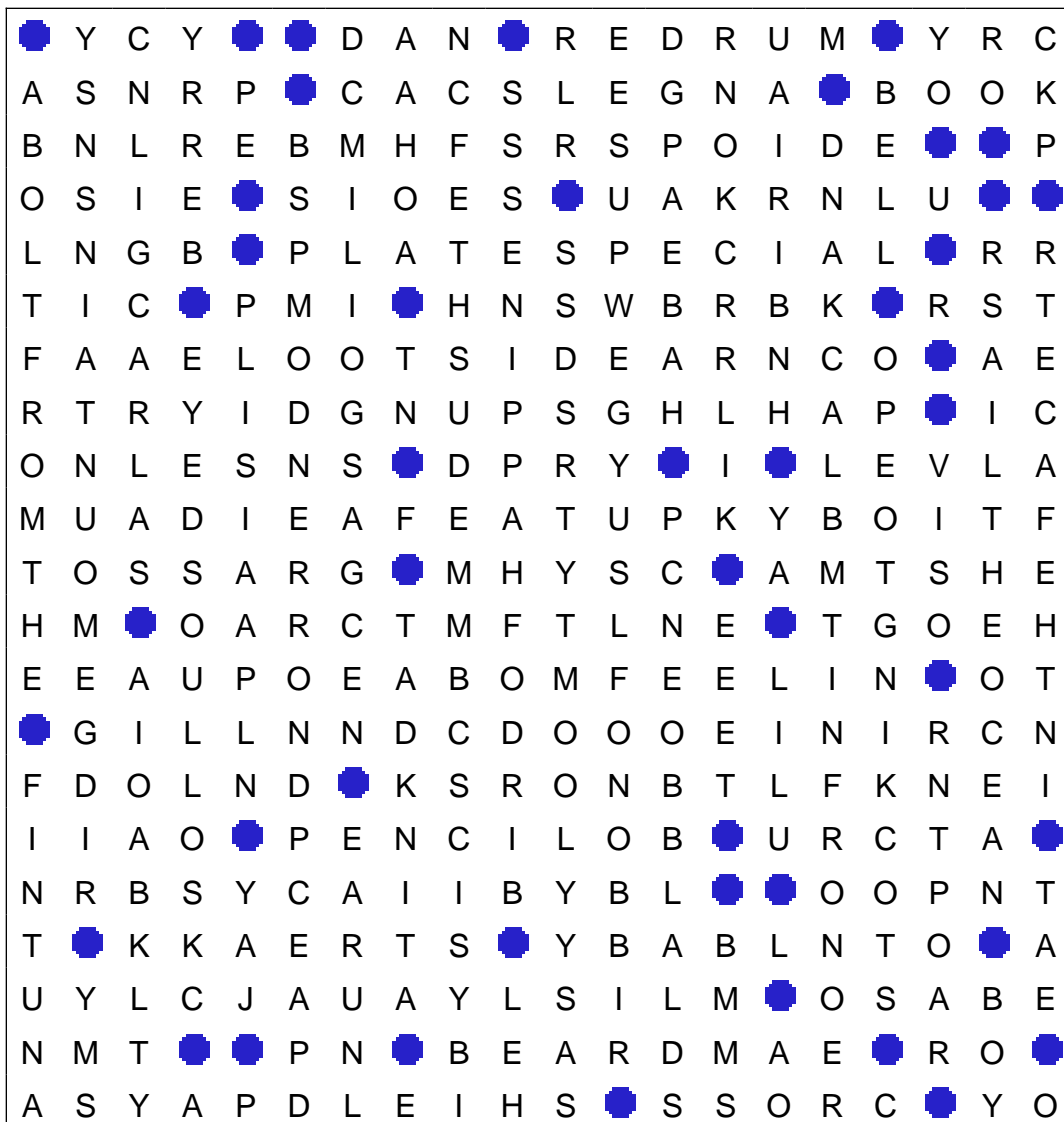 Y C Y D A N R E D R U M Y R C
A S N R P C A C S L E G N A B O O K
B N L R E B M H F S R S P O I D E P
O S I E S I O E S U A K R N L U
L N G B P L A T E S P E C I A L R R
T I C P M I H N S W B R B K R S T
F A A E L O O T S I D E A R N C O A E
R T R Y I D G N U P S G H L H A P I C
O N L E S N S D P R Y I L E V L A
M U A D I E A F E A T U P K Y B O I T F
T O S S A R G M H Y S C A M T S H E
H M O A R C T M F T L N E T G O E H
E E A U P O E A B O M F E E L I N O T
G I L L N N D C D O O O E I N I R C N
F D O L N D K S R O N B T L F K N E I
I I A O P E N C I L O B U R C T A
N R B S Y C A I I B Y B L O O P N T
T K K A E R T S Y B A B L N T O A
U Y L C J A U A Y L S I L M O S A B E
N M T P N B E A R D M A E R O
A S Y A P D L E I H S S S O R C Y O